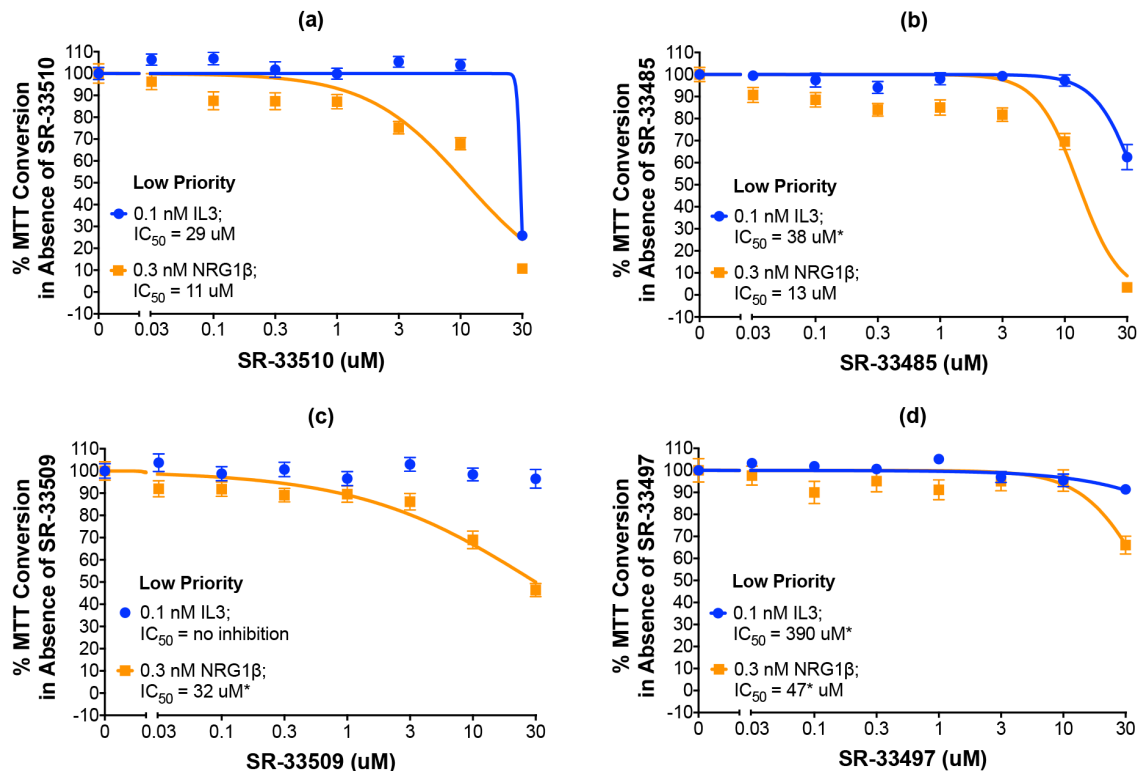 (a)
% MTT Conversion
in Absence of SR-33510
110
100
90
80
70
60
50
40
30
20
10
0
-10
Low Priority
0.1 nM IL3;
IC50 = 29 uM
0.3 nM NRG1β;
IC50 = 11 uM
0 0.03 0.1 0.3 1 3 10 30
SR-33510 (uM)
(b)
% MTT Conversion
in Absence of SR-33485
110
100
90
80
70
60
50
40
30
20
10
0
-10
Low Priority
0.1 nM IL3;
IC50 = 38 uM*
0.3 nM NRG1β;
IC50 = 13 uM
0 0.03 0.1 0.3 1 3 10 30
SR-33485 (uM)
(c)
% MTT Conversion
in Absence of SR-33509
110
100
90
80
70
60
50
40
30
20
10
0
-10
Low Priority
0.1 nM IL3;
IC50 = no inhibition
0.3 nM NRG1β;
IC50 = 32 uM*
0 0.03 0.1 0.3 1 3 10 30
SR-33509 (uM)
(d)
% MTT Conversion
in Absence of SR-33497
110
100
90
80
70
60
50
40
30
20
10
0
-10
Low Priority
0.1 nM IL3;
IC50 = 390 uM*
0.3 nM NRG1β;
IC50 = 47* uM
0 0.03 0.1 0.3 1 3 10 30
SR-33497 (uM)